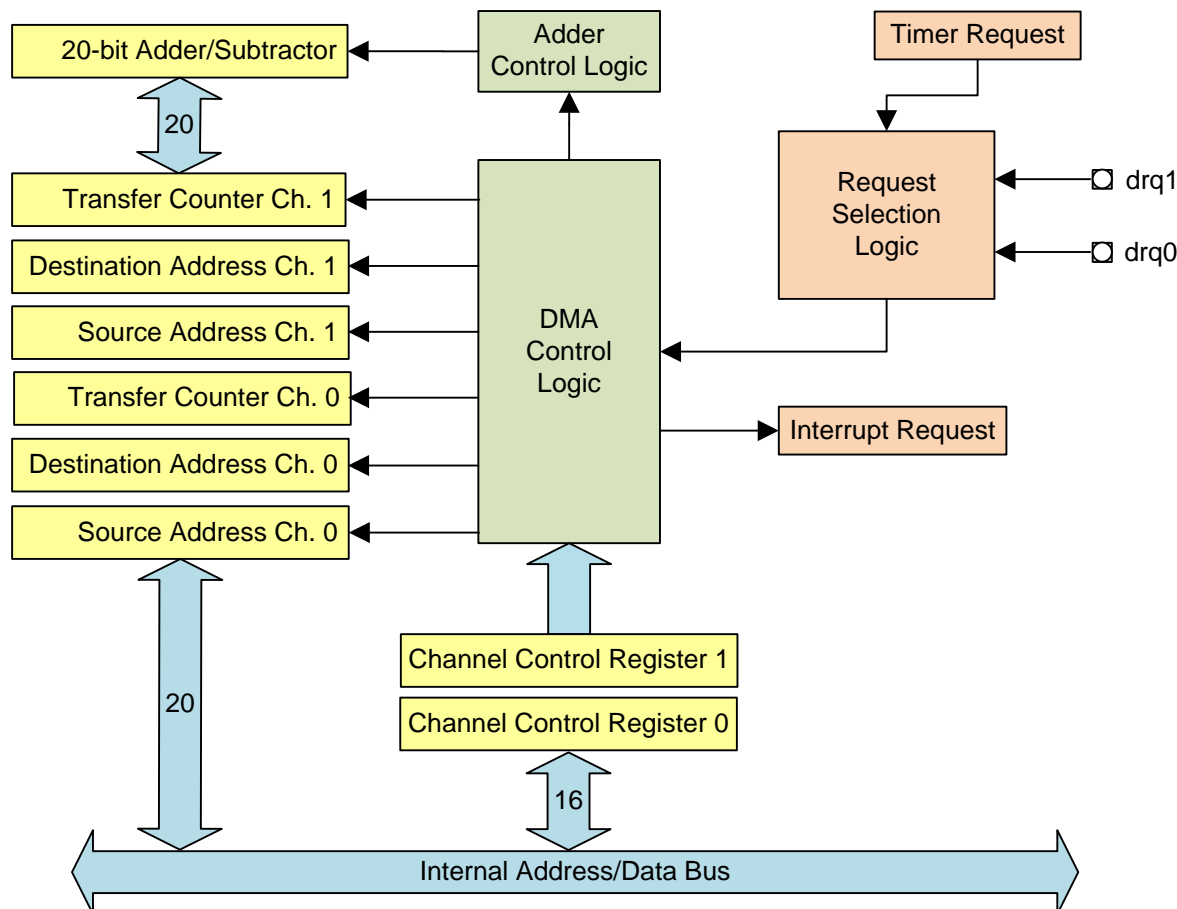 20-bit Adder/Subtractor
Adder
Control Logic
Timer Request
20
Transfer Counter Ch. 1
Destination Address Ch. 1
Source Address Ch. 1
Transfer Counter Ch. 0
Destination Address Ch. 0
Source Address Ch. 0
DMA
Control
Logic
Request
Selection
Logic
drq1
drq0
Interrupt Request
Channel Control Register 1
Channel Control Register 0
20
16
Internal Address/Data Bus